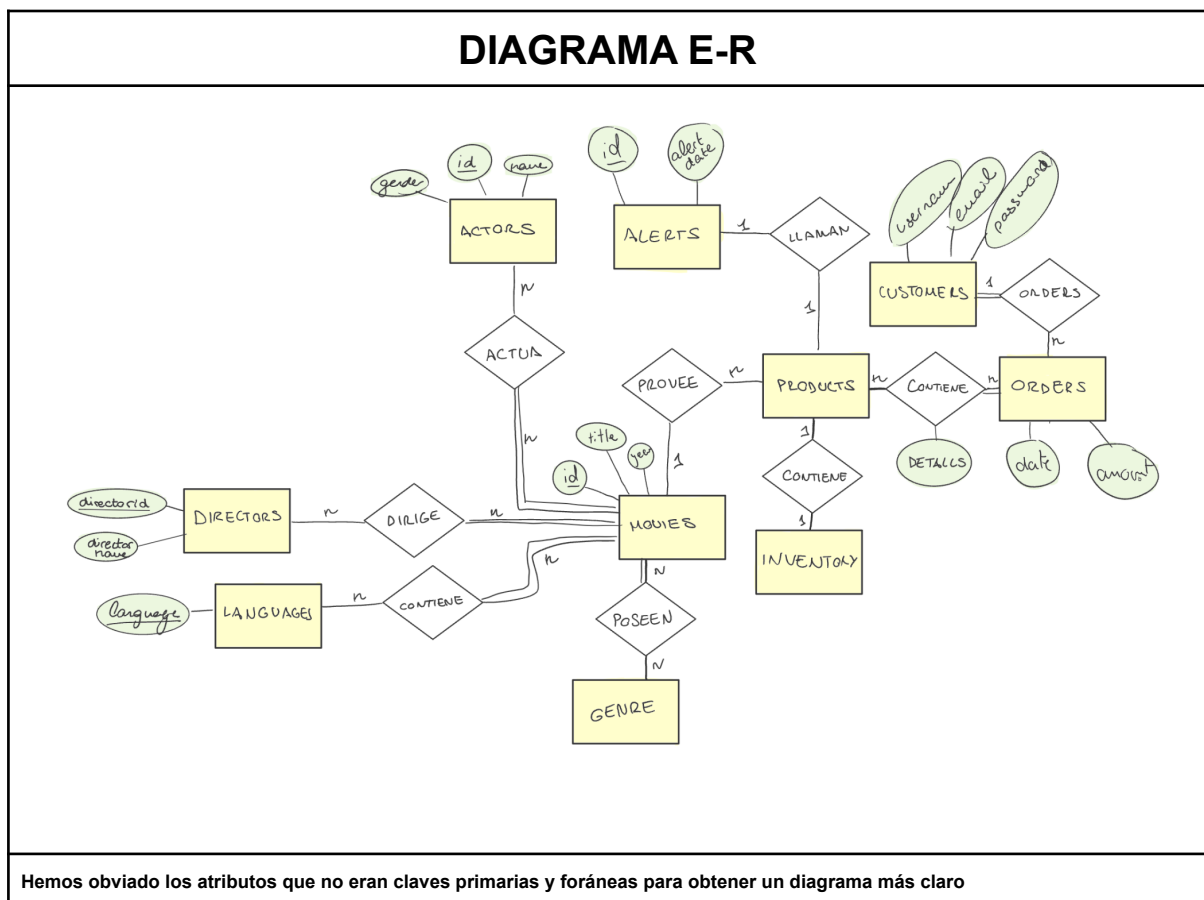 DIAGRAMA E-R
gender
id
name
ACTORS
n
ACTUA
n
id
alert
date
ALERTS
1
LLAMAN
1
username
email
password
CUSTOMERS
1
ORDERS
n
PROVEE
n
1
PRODUCTS
n
CONTIENE
n
ORDERS
DETALLS
date
amount
1
CONTIENE
1
INVENTORY
title
year
id
MOVIES
directorid
director
name
DIRECTORS
n
DIRIGE
n
language
LANGUAGES
n
CONTIENE
n
N
POSEEN
N
GENRE
Hemos obviado los atributos que no eran claves primarias y foráneas para obtener un diagrama más claro